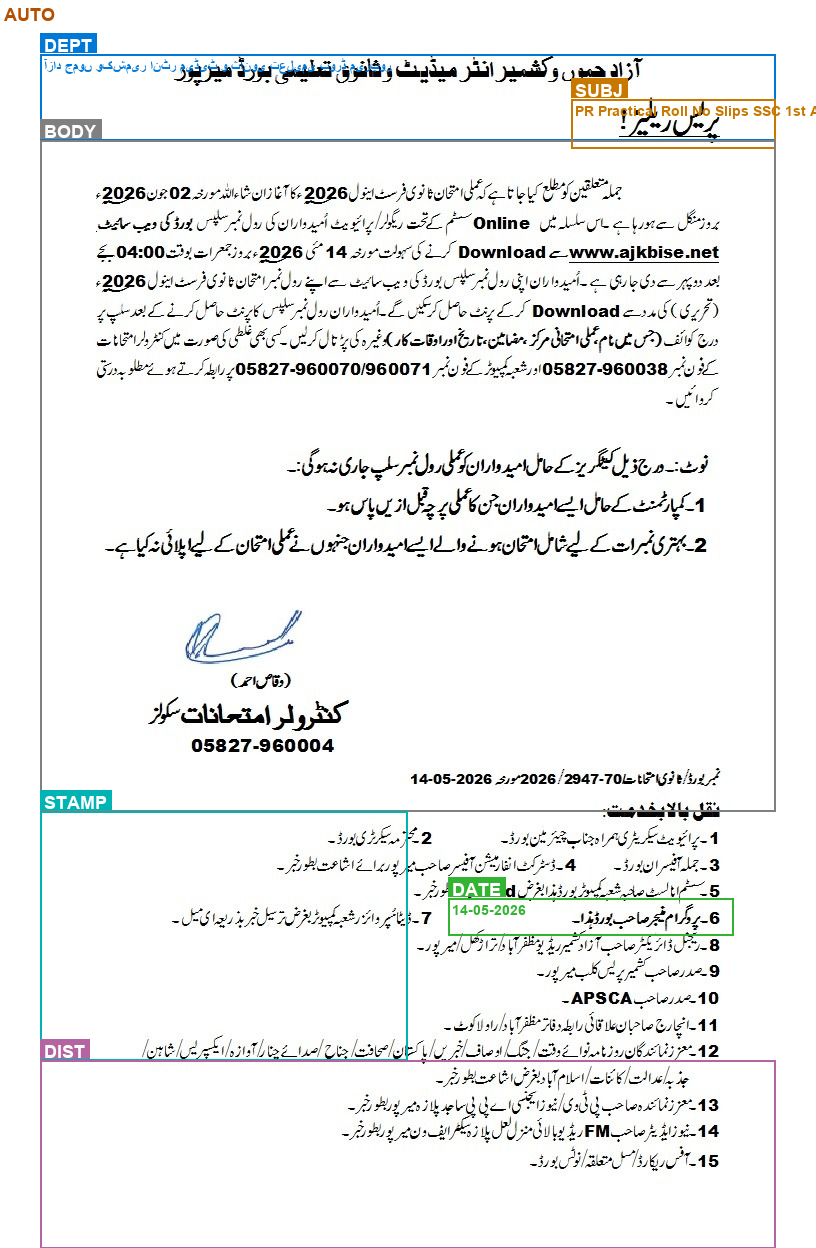 AUTO
DEPT
آزاد جموں و کشمیر انٹرمیڈیٹ و ثانوی تعلیمی بورڈ میرپور
SUBJ
PR Practical Roll No Slips SSC 1st A
پریس ریلیز!
BODY
جملہ متعلقین کو مطلع کیا جاتا ہے کہ عملی امتحان ثانوی فرسٹ اینول 2026ء کا آغاز ان شاءاللہ مورخہ 02 جون 2026ء
بروز منگل سے ہو رہا ہے۔ اس سلسلہ میں Online سسٹم کے تحت ریگولر/پرائیویٹ اُمیدواران کی رول نمبر سلپس بورڈ کی ویب سائیٹ
www.ajkbise.net سے Download کرنے کی سہولت مورخہ 14 مئی 2026ء بروز جمعرات بوقت 04:00 بجے
بعد دوپہر سے دی جارہی ہے۔ اُمیدواران اپنی رول نمبر سلپس بورڈ کی ویب سائیٹ سے اپنے رول نمبر امتحان ثانوی فرسٹ اینول 2026ء
(تحریری) کی مدد سے Download کر کے پرنٹ حاصل کرسکیں گے۔ اُمیدواران رول نمبر سلپس کا پرنٹ حاصل کرنے کے بعد سلپ پر
درج کوائف (جس میں نام، عملی امتحانی مرکز، مضامین، تاریخ اور اوقات کار) وغیرہ کی پڑتال کرلیں۔ کسی بھی غلطی کی صورت میں کنٹرولر امتحانات
کے فون نمبر 05827-960038 اور شعبہ کمپیوٹر کے فون نمبر 05827-960070/960071 پر رابطہ کرتے ہوئے مطلوبہ درستی
کروائیں۔
نوٹ:۔ درج ذیل کیٹگریز کے حامل امیدواران کو عملی رول نمبر سلپ جاری نہ ہوگی:۔
1۔ کمپارٹمنٹ کے حامل ایسے امیدواران جن کا عملی پرچہ قبل ازیں پاس ہو۔
2۔ بہتری نمبرات کے لیے شامل امتحان ہونے والے ایسے امیدواران جنہوں نے عملی امتحان کے لیے اپلائی نہ کیا ہے۔
(وقاص احمد)
کنٹرولر امتحانات سکولز
05827-960004
نمبر بورڈ/ثانوی امتحانات/2947-70/2026 مورخہ 14-05-2026
STAMP
نقل بالا بخدمت:
1۔ پرائیویٹ سیکریٹری ہمراہ جناب چیئرمین بورڈ۔ 2۔ محترمہ سیکرٹری بورڈ۔
3۔ جملہ آفیسران بورڈ۔ 4۔ ڈسٹرکٹ انفارمیشن آفیسر صاحب میرپور برائے اشاعت بطور خبر۔
5۔ سسٹم انالسٹ صاحبہ شعبہ کمپیوٹر بورڈ ہذا بغرض بطور خبر۔
DATE
14-05-2026
6۔ پروگرام منیجر صاحب بورڈ ہذا۔ 7۔ ڈیٹا سپروائزر شعبہ کمپیوٹر بغرض ترسیل خبر بذریعہ ای میل۔
8۔ ریجنل ڈائریکٹر صاحب آزاد کشمیر ریڈیو مظفرآباد/تراڑکھل/میرپور۔
9۔ صدر صاحب کشمیر پریس کلب میرپور۔
10۔ صدر صاحب APSCA۔
11۔ انچارج صاحبان علاقائی رابطہ دفاتر مظفرآباد/راولاکوٹ۔
DIST
12۔ معزز نمائندگان روزنامہ نوائے وقت/جنگ/اوصاف/خبریں/پاکستان/صحافت/جناح/صدائے چنار/آوازہ/ایکسپریس/شاہین/
جذبہ/عدالت/کائنات/اسلام آباد بغرض اشاعت بطور خبر۔
13۔ معزز نمائندہ صاحب پی ٹی وی/نیوز ایجنسی اے پی پی ساجد پلازہ میرپور بطور خبر۔
14۔ نیوز ایڈیٹر صاحب FM ریڈیو بالائی منزل لعل پلازہ سیکٹر ایف ون میرپور بطور خبر۔
15۔ آفس ریکارڈ/مسل متعلقہ/نوٹس بورڈ۔